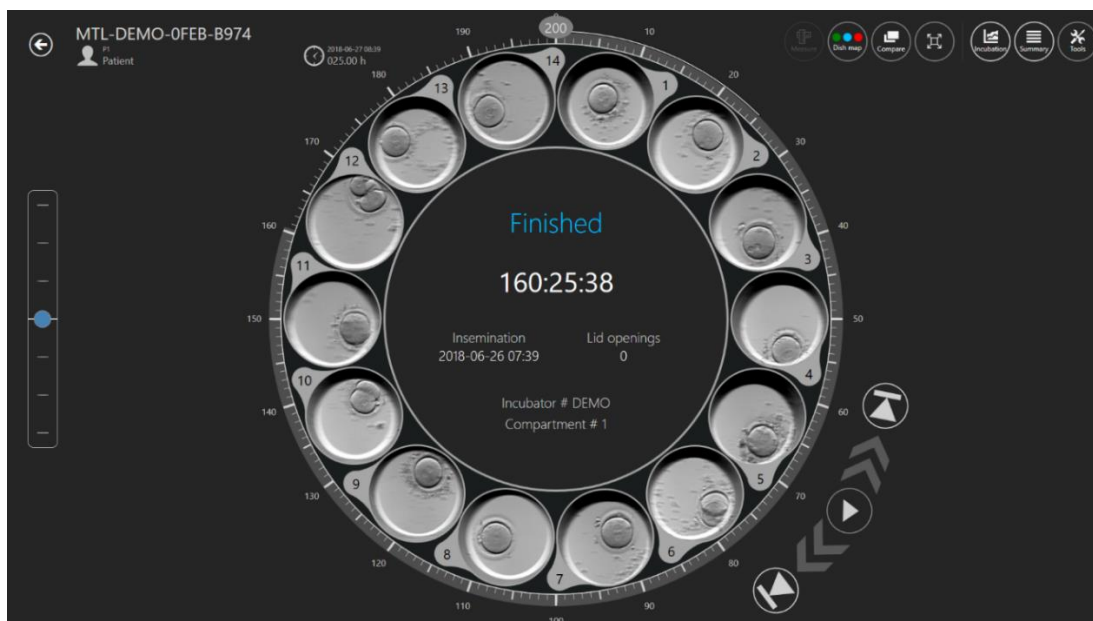 MTL-DEMO-0FEB-B974
P1
Patient
2018-06-27 08:39
025.00 h
Measure
Dish map
Compare
Incubation
Summary
Tools
200
10
20
30
40
50
60
70
80
90
100
110
120
130
140
150
160
170
180
190
1
2
3
4
5
6
7
8
9
10
11
12
13
14
Finished
160:25:38
Insemination
2018-06-26 07:39
Lid openings
0
Incubator # DEMO
Compartment # 1